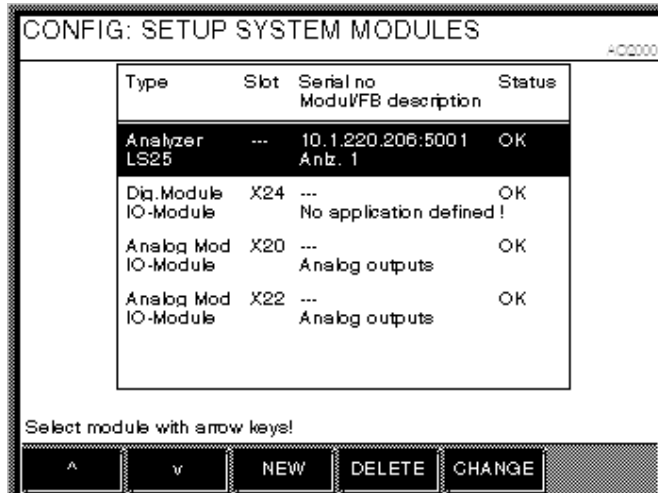 CONFIG: SETUP SYSTEM MODULES
AO2000
Type Slot Serial no Status
Modul/FB description
Analyzer --- 10.1.220.206:5001 OK
LS25 Anlz. 1
Dig.Module X24 --- OK
IO-Module No application defined !
Analog Mod X20 --- OK
IO-Module Analog outputs
Analog Mod X22 --- OK
IO-Module Analog outputs
Select module with arrow keys!
^ v NEW DELETE CHANGE